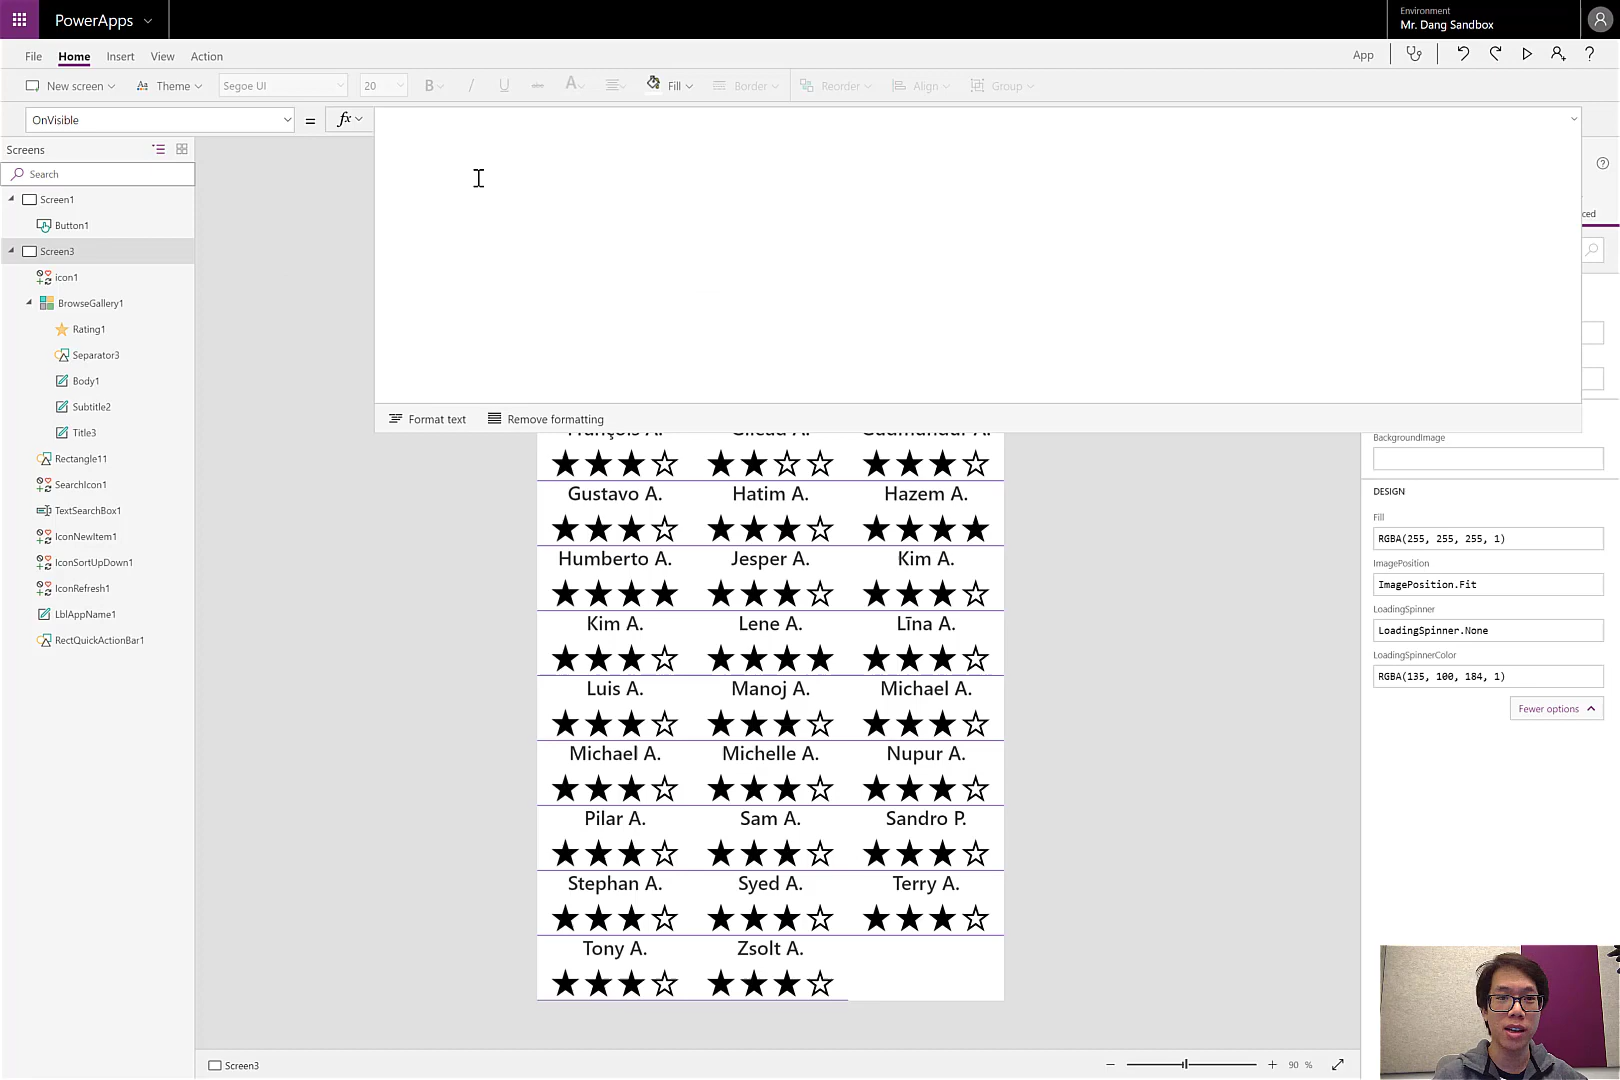 PowerApps
Environment
Mr. Dang Sandbox
File Home Insert View Action
App
?
New screen Theme Segoe UI 20 B / U abc A Fill Border Reorder Align Group
OnVisible = fx
Screens
Search
Screen1
Button1
Screen3
icon1
BrowseGallery1
Rating1
Separator3
Body1
Subtitle2
Title3
Rectangle11
SearchIcon1
TextSearchBox1
IconNewItem1
IconSortUpDown1
IconRefresh1
LblAppName1
RectQuickActionBar1
Format text Remove formatting
François A. Gilead A.
Gustavo A. Hatim A. Hazem A.
Humberto A. Jesper A. Kim A.
Kim A. Lene A. Līna A.
Luis A. Manoj A. Michael A.
Michael A. Michelle A. Nupur A.
Pilar A. Sam A. Sandro P.
Stephan A. Syed A. Terry A.
Tony A. Zsolt A.
ced
BackgroundImage
DESIGN
Fill
RGBA(255, 255, 255, 1)
ImagePosition
ImagePosition.Fit
LoadingSpinner
LoadingSpinner.None
LoadingSpinnerColor
RGBA(135, 100, 184, 1)
Fewer options
Screen3
90 %